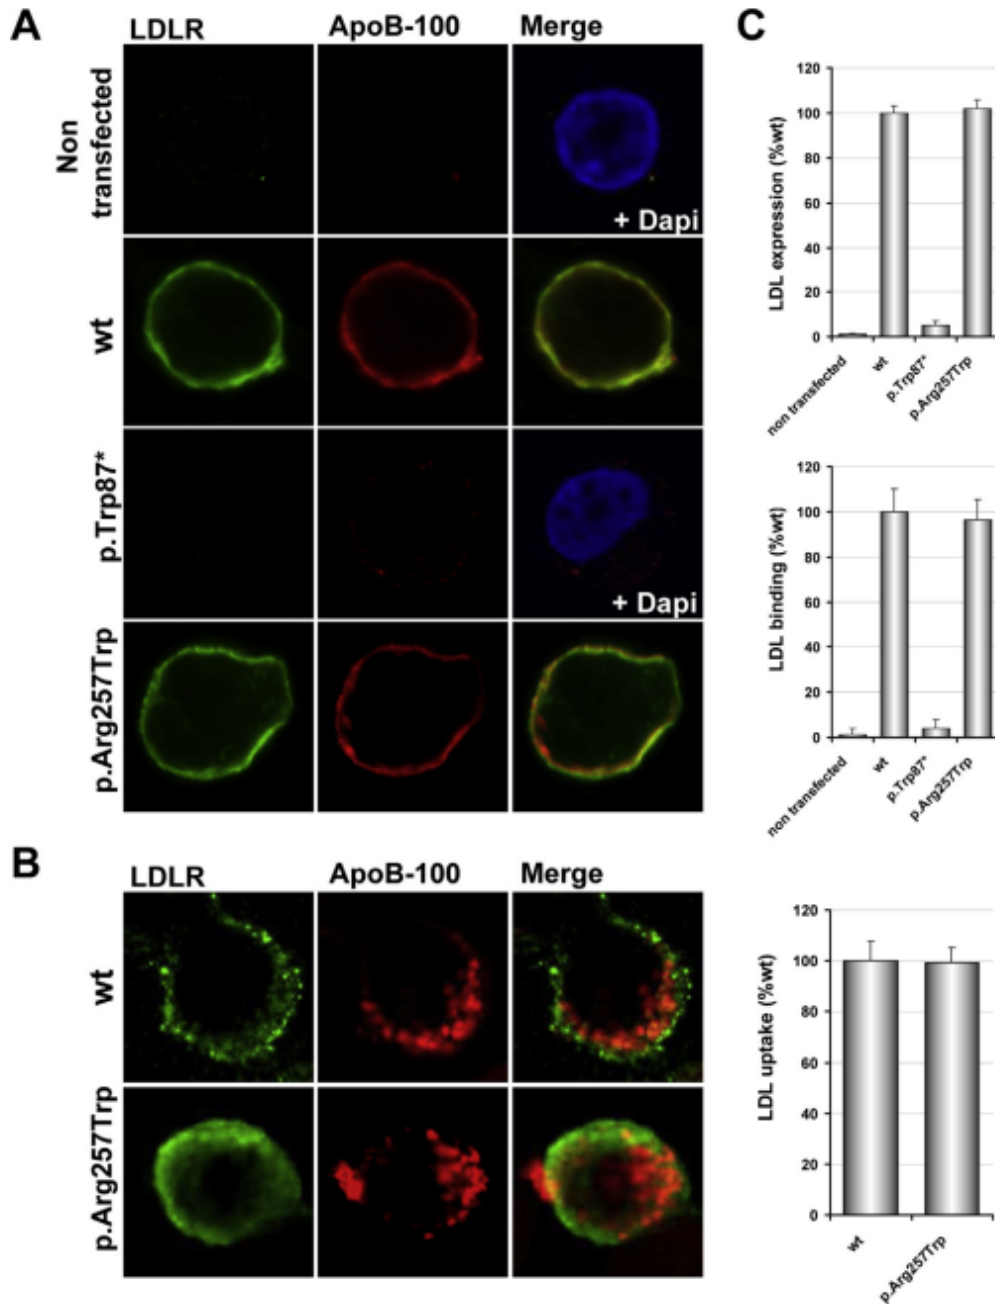 A
LDLR ApoB-100 Merge
Non transfected
+ Dapi
wt
p.Trp87*
+ Dapi
p.Arg257Trp
B
LDLR ApoB-100 Merge
wt
p.Arg257Trp
C
LDL expression (%wt)
120
100
80
60
40
20
0
non transfected wt p.Trp87* p.Arg257Trp
LDL binding (%wt)
120
100
80
60
40
20
0
non transfected wt p.Trp87* p.Arg257Trp
LDL uptake (%wt)
120
100
80
60
40
20
0
wt p.Arg257Trp